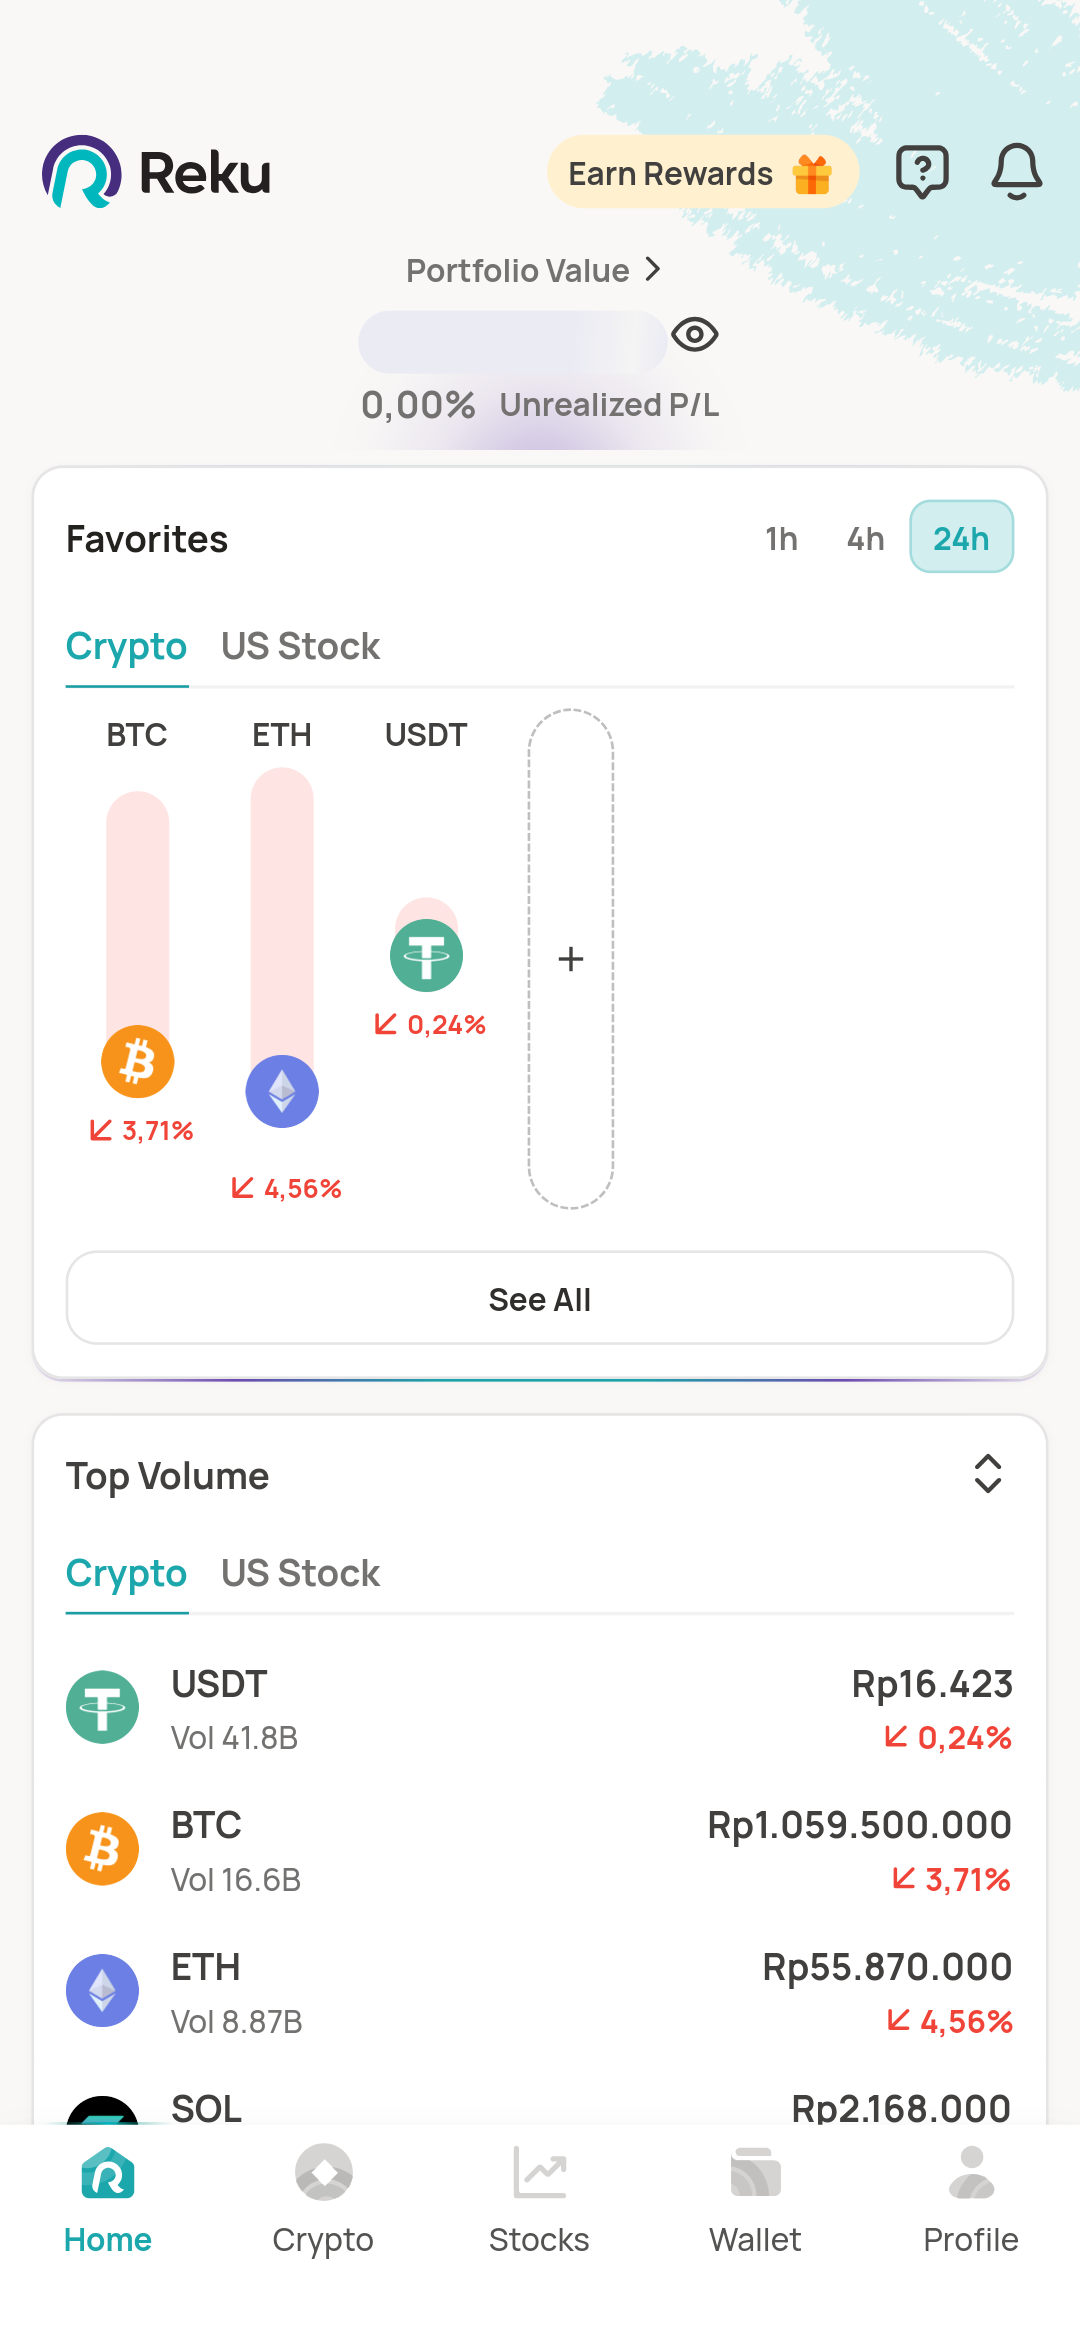 Reku
Earn Rewards
Portfolio Value
0,00% Unrealized P/L
Favorites
1h 4h 24h
Crypto US Stock
BTC ETH USDT
0,24%
3,71%
4,56%
See All
Top Volume
Crypto US Stock
USDT Rp16.423
Vol 41.8B 0,24%
BTC Rp1.059.500.000
Vol 16.6B 3,71%
ETH Rp55.870.000
Vol 8.87B 4,56%
SOL Rp2.168.000
Home Crypto Stocks Wallet Profile